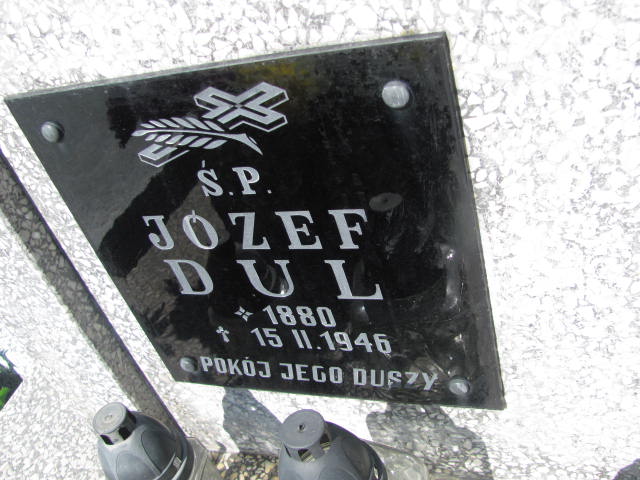 Ś.P.
JÓZEF
DUL
1880
15 II.1946
POKÓJ JEGO DUSZY